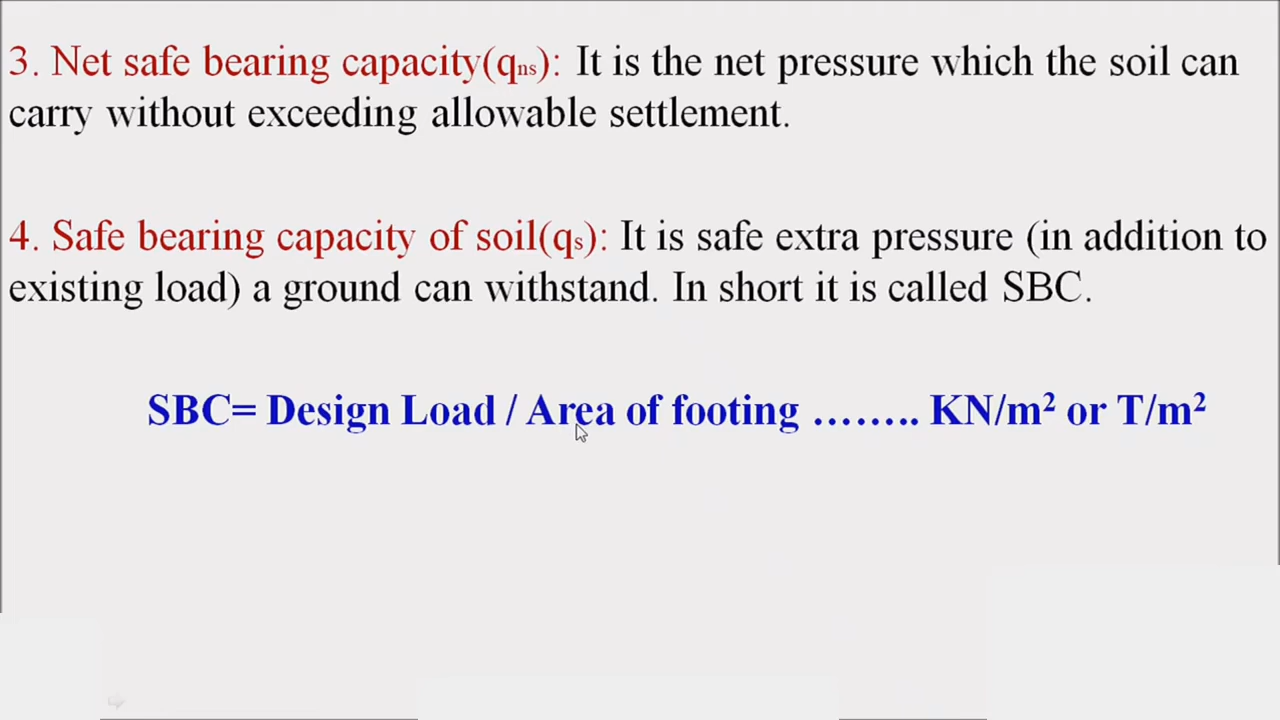 3. Net safe bearing capacity(qns): It is the net pressure which the soil can
carry without exceeding allowable settlement.
4. Safe bearing capacity of soil(qs): It is safe extra pressure (in addition to
existing load) a ground can withstand. In short it is called SBC.
SBC= Design Load / Area of footing …….. KN/m² or T/m²